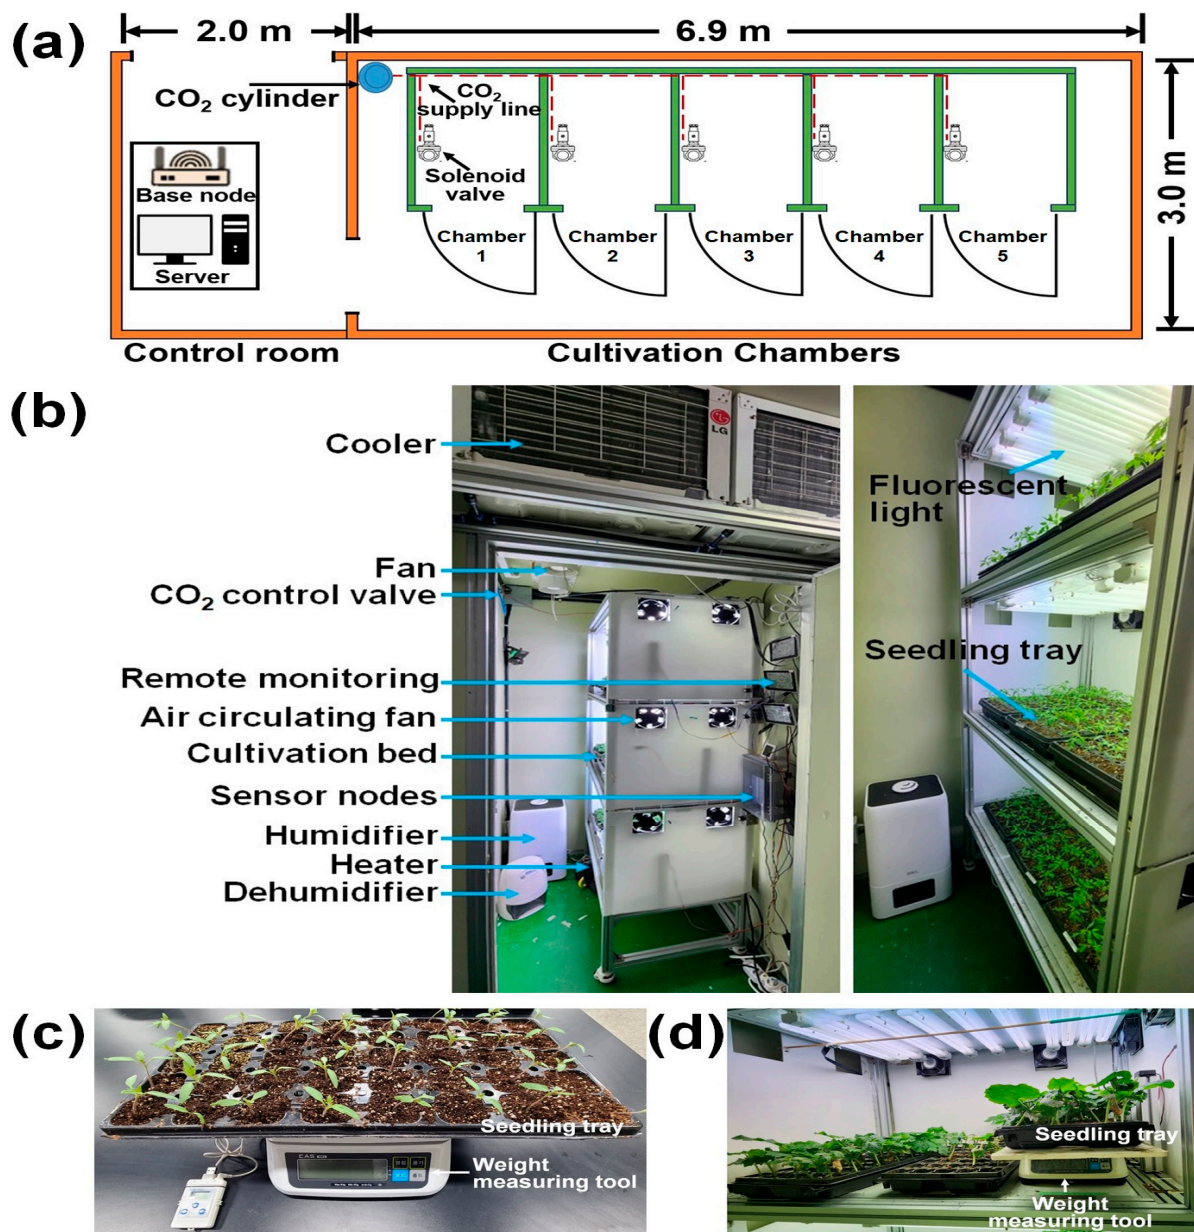 (a)
2.0 m
6.9 m
CO₂ cylinder
CO₂
supply line
Solenoid
valve
Base node
Server
Chamber
1
Chamber
2
Chamber
3
Chamber
4
Chamber
5
3.0 m
Control room
Cultivation Chambers
(b)
Cooler
LG
Fan
CO₂ control valve
Remote monitoring
Air circulating fan
Cultivation bed
Sensor nodes
Humidifier
Heater
Dehumidifier
Fluorescent
light
Seedling tray
(c)
Seedling tray
CAS
Weight
measuring tool
(d)
Seedling tray
Weight
measuring tool